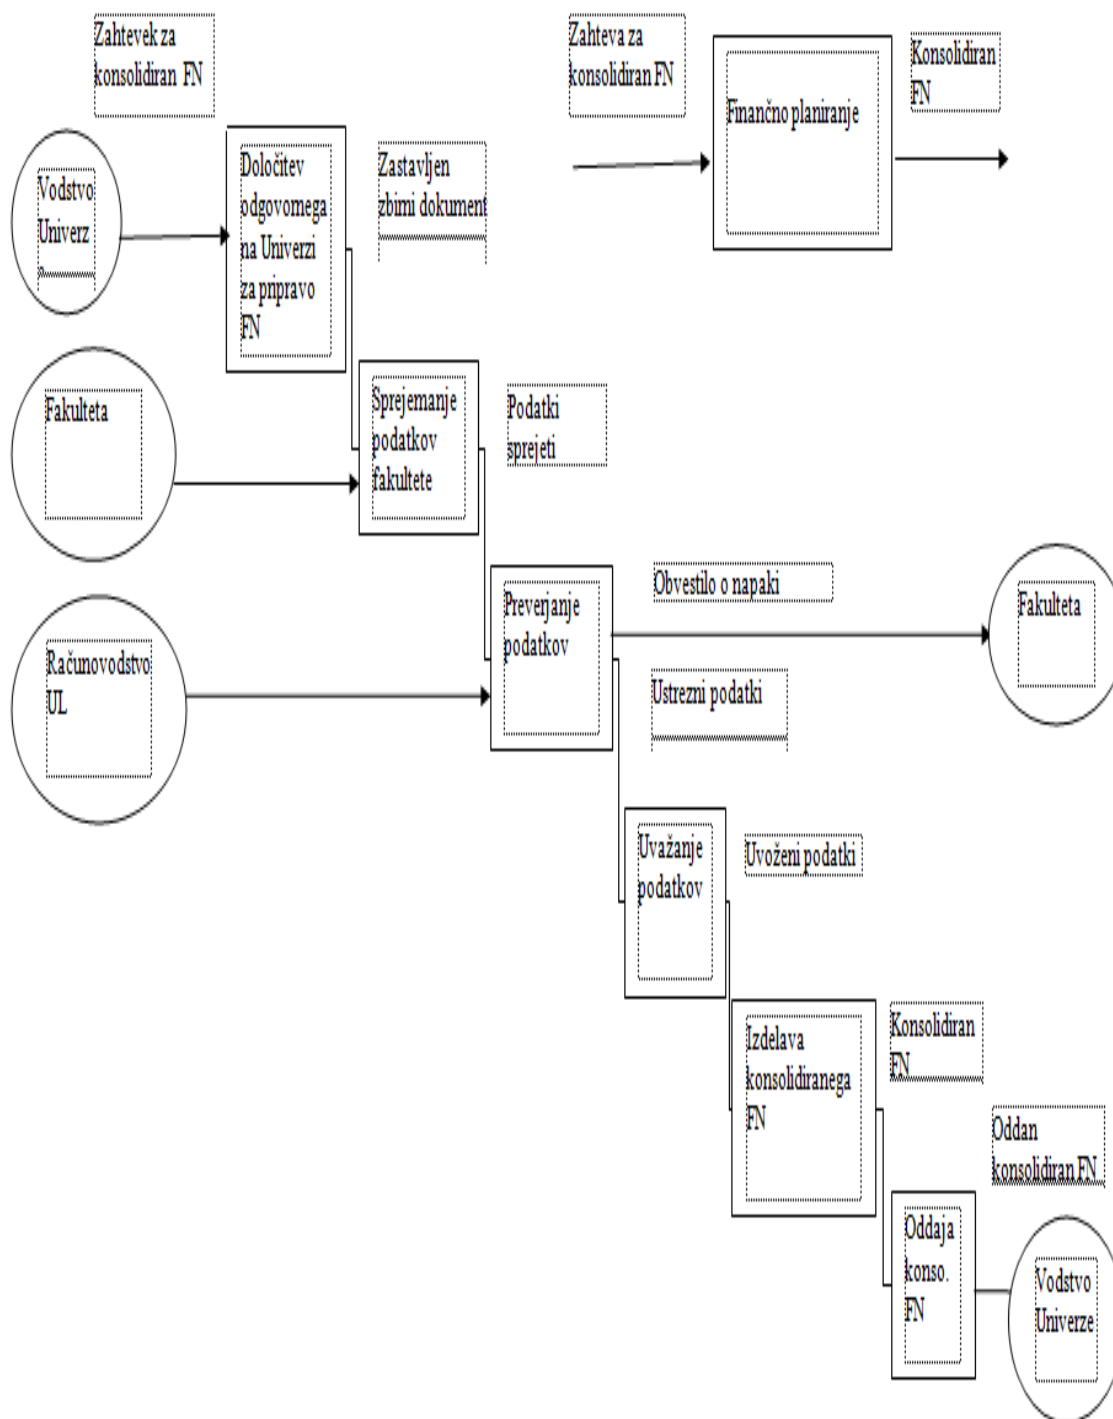 Zahtevek za
konsolidiran FN
Zahteva za
konsolidiran FN
Finančno planiranje
Konsolidiran
FN
Vodstvo
Univerz
Določitev
odgovornega
na Univerzi
za pripravo
FN
Zastavljen
zbirni dokument
Fakulteta
Sprejemanje
podatkov
fakultete
Podatki
sprejeti
Računovodstvo
UL
Preverjanje
podatkov
Obvestilo o napaki
Ustrezni podatki
Fakulteta
Uvažanje
podatkov
Uvoženi podatki
Izdelava
konsolidiranega
FN
Konsolidiran
FN
Oddan
konsolidiran FN
Oddaja
konso.
FN
Vodstvo
Univerze